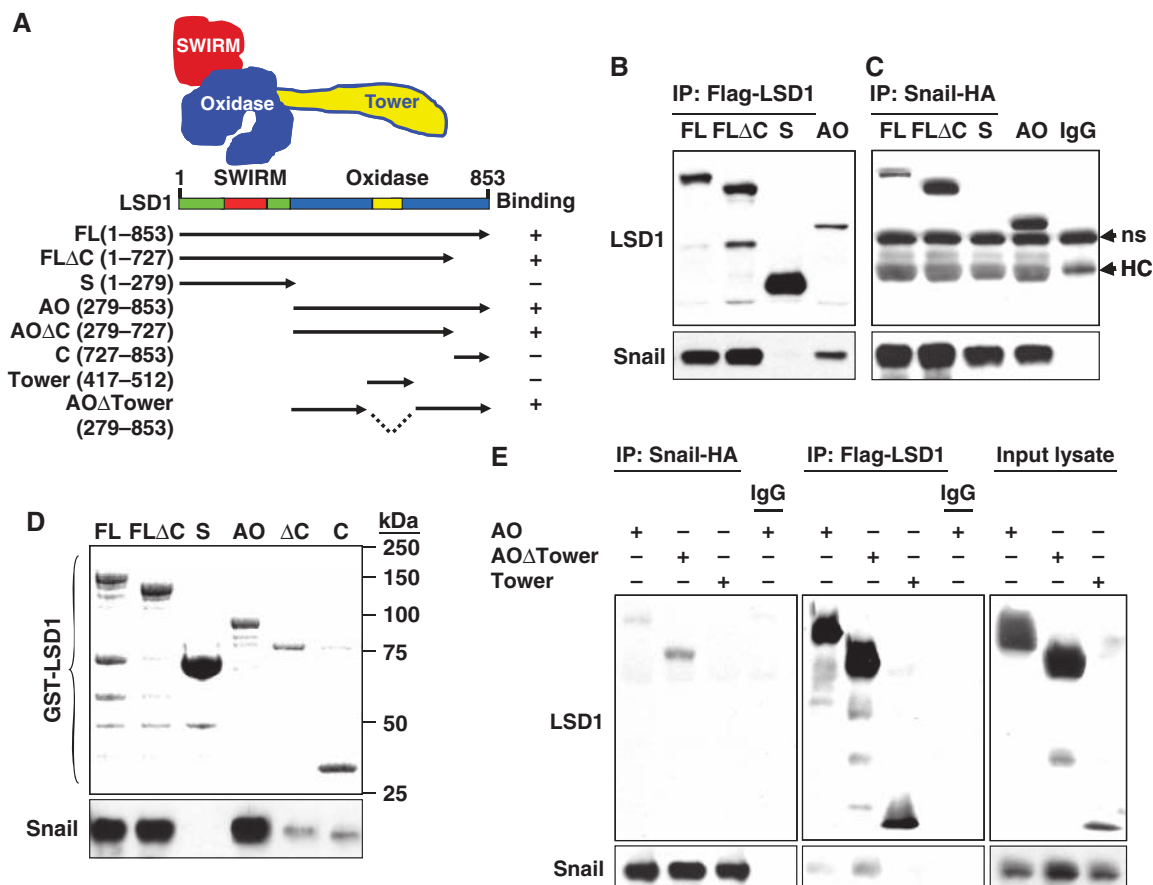 A
SWIRM
Oxidase
Tower
1 SWIRM Oxidase 853
LSD1 Binding
FL(1–853) +
FLΔC (1–727) +
S (1–279) –
AO (279–853) +
AOΔC (279–727) +
C (727–853) –
Tower (417–512) –
AOΔTower +
(279–853)
B
IP: Flag-LSD1
FL FLΔC S AO
LSD1
Snail
C
IP: Snail-HA
FL FLΔC S AO IgG
ns
HC
D
FL FLΔC S AO ΔC C kDa
250
150
100
75
50
25
GST-LSD1
Snail
E
IP: Snail-HA IP: Flag-LSD1 Input lysate
IgG IgG
AO + – – + + – – + + – –
AOΔTower – + – – – + – – – + –
Tower – – + – – – + – – – +
LSD1
Snail